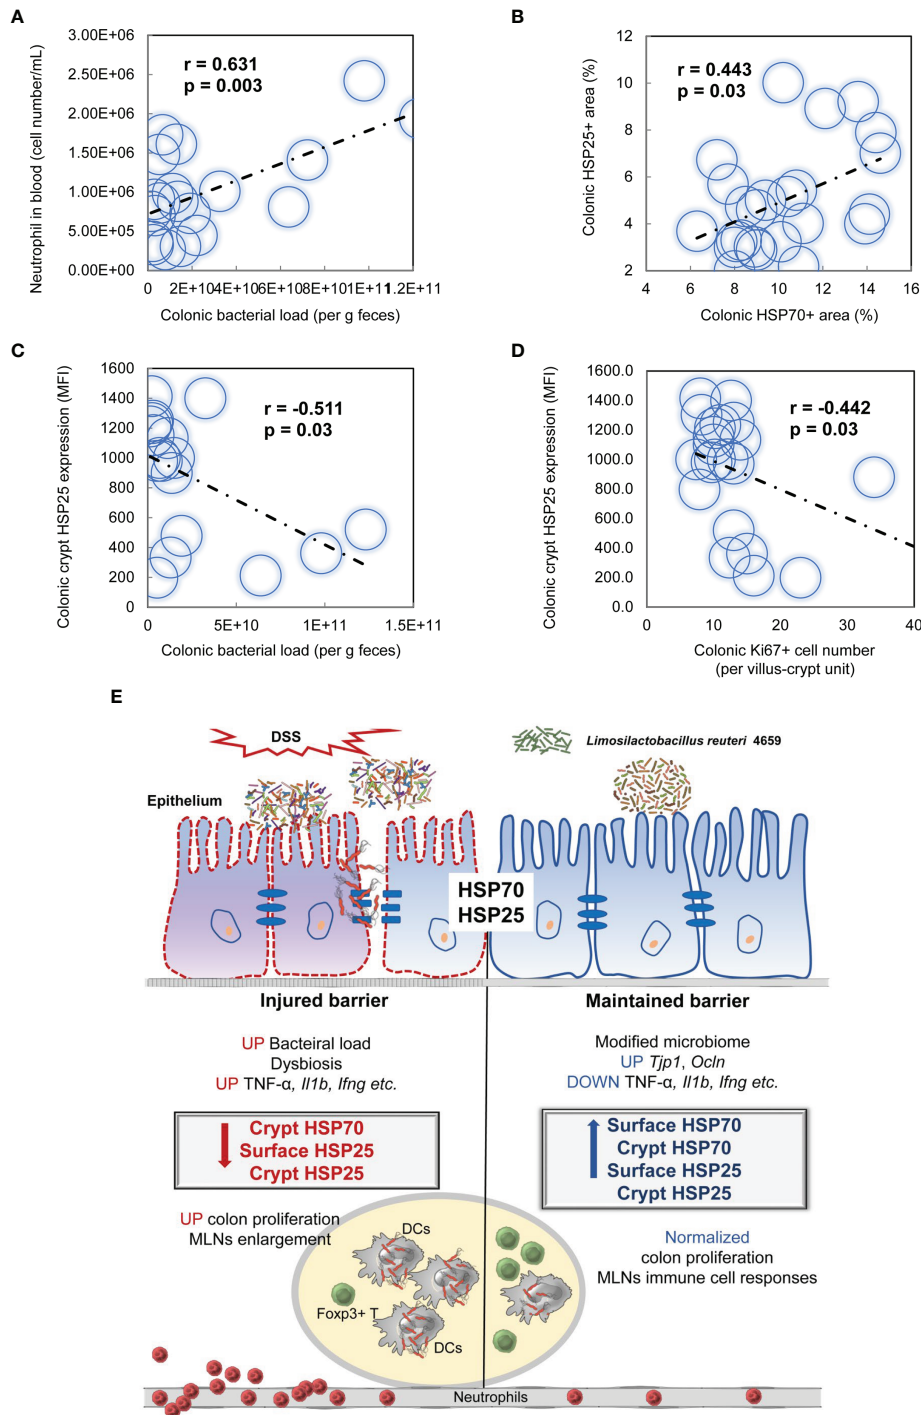 A
Neutrophil in blood (cell number/mL)
3.00E+06
2.50E+06
2.00E+06
1.50E+06
1.00E+06
5.00E+05
0.00E+00
r = 0.631
p = 0.003
0 2E+10 4E+10 6E+10 8E+10 1E+11 1.2E+11
Colonic bacterial load (per g feces)
B
Colonic HSP25+ area (%)
12
10
8
6
4
2
r = 0.443
p = 0.03
4 6 8 10 12 14 16
Colonic HSP70+ area (%)
C
Colonic crypt HSP25 expression (MFI)
1600
1400
1200
1000
800
600
400
200
0
r = -0.511
p = 0.03
0 5E+10 1E+11 1.5E+11
Colonic bacterial load (per g feces)
D
Colonic crypt HSP25 expression (MFI)
1600.0
1400.0
1200.0
1000.0
800.0
600.0
400.0
200.0
0.0
r = -0.442
p = 0.03
0 10 20 30 40
Colonic Ki67+ cell number
(per villus-crypt unit)
E
DSS
Limosilactobacillus reuteri 4659
Epithelium
HSP70
HSP25
Injured barrier
UP Bacteiral load
Dysbiosis
UP TNF-α, Il1b, Ifng etc.
Crypt HSP70
Surface HSP25
Crypt HSP25
UP colon proliferation
MLNs enlargement
Maintained barrier
Modified microbiome
UP Tjp1, Ocln
DOWN TNF-α, Il1b, Ifng etc.
Surface HSP70
Crypt HSP70
Surface HSP25
Crypt HSP25
Normalized
colon proliferation
MLNs immune cell responses
DCs
Foxp3+ T
DCs
Neutrophils